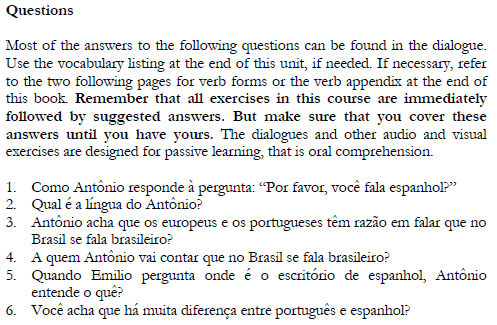 Questions
Most of the answers to the following questions can be found in the dialogue.
Use the vocabulary listing at the end of this unit, if needed. If necessary, refer
to the two following pages for verb forms or the verb appendix at the end of
this book. Remember that all exercises in this course are immediately
followed by suggested answers. But make sure that you cover these
answers until you have yours. The dialogues and other audio and visual
exercises are designed for passive learning, that is oral comprehension.
1. Como Antônio responde à pergunta: “Por favor, você fala espanhol?”
2. Qual é a língua do Antônio?
3. Antônio acha que os europeus e os portugueses têm razão em falar que no
Brasil se fala brasileiro?
4. A quem Antônio vai contar que no Brasil se fala brasileiro?
5. Quando Emilio pergunta onde é o escritório de espanhol, Antônio
entende o quê?
6. Você acha que há muita diferença entre português e espanhol?